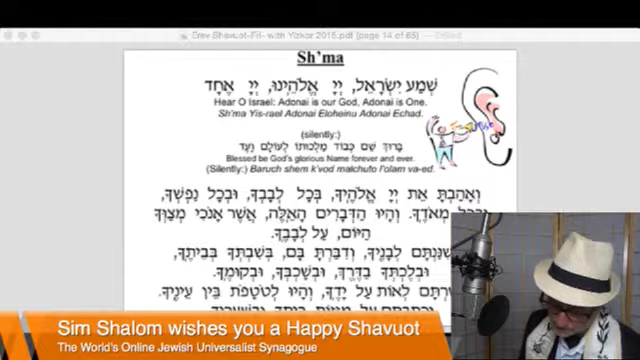 Erev Shavuot-Fri- with Yizkor 2015.pdf (page 14 of 65)
Sh'ma
שְׁמַע יִשְׂרָאֵל, יְיָ אֱלֹהֵינוּ, יְיָ אֶחָד
Hear O Israel: Adonai is our God, Adonai is One.
Sh'ma Yis-rael Adonai Eloheinu Adonai Echad.
(silently:)
בָּרוּךְ שֵׁם כְּבוֹד מַלְכוּתוֹ לְעוֹלָם וָעֶד
Blessed be God's glorious Name forever and ever.
(Silently:) Baruch shem k'vod malchuto l'olam va-ed.
וְאָהַבְתָּ אֵת יְיָ אֱלֹהֶיךָ, בְּכָל לְבָבְךָ, וּבְכָל נַפְשְׁךָ,
וּבְכָל מְאֹדֶךָ. וְהָיוּ הַדְּבָרִים הָאֵלֶּה, אֲשֶׁר אָנֹכִי מְצַוְּךָ
הַיּוֹם, עַל לְבָבֶךָ.
לְבָנֶיךָ, וְדִבַּרְתָּ בָּם, בְּשִׁבְתְּךָ בְּבֵיתֶךָ,
וּבְלֶכְתְּךָ בַדֶּרֶךְ, וּבְשָׁכְבְּךָ, וּבְקוּמֶךָ.
לְאוֹת עַל יָדֶךָ, וְהָיוּ לְטֹטָפֹת בֵּין עֵינֶיךָ.
Sim Shalom wishes you a Happy Shavuot
The World's Online Jewish Universalist Synagogue